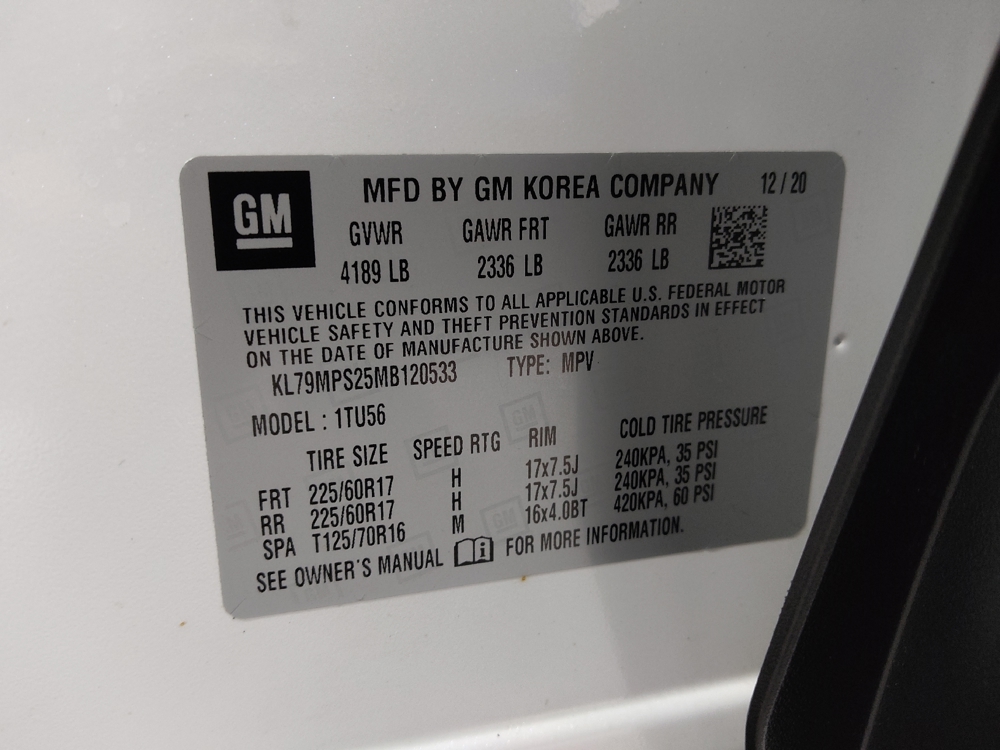 GM
MFD BY GM KOREA COMPANY 12 / 20
GVWR GAWR FRT GAWR RR
4189 LB 2336 LB 2336 LB
THIS VEHICLE CONFORMS TO ALL APPLICABLE U.S. FEDERAL MOTOR
VEHICLE SAFETY AND THEFT PREVENTION STANDARDS IN EFFECT
ON THE DATE OF MANUFACTURE SHOWN ABOVE.
KL79MPS25MB120533 TYPE: MPV
MODEL : 1TU56
TIRE SIZE SPEED RTG RIM COLD TIRE PRESSURE
FRT 225/60R17 H 17x7.5J 240KPA, 35 PSI
RR 225/60R17 H 17x7.5J 240KPA, 35 PSI
SPA T125/70R16 M 16x4.0BT 420KPA, 60 PSI
SEE OWNER'S MANUAL FOR MORE INFORMATION.